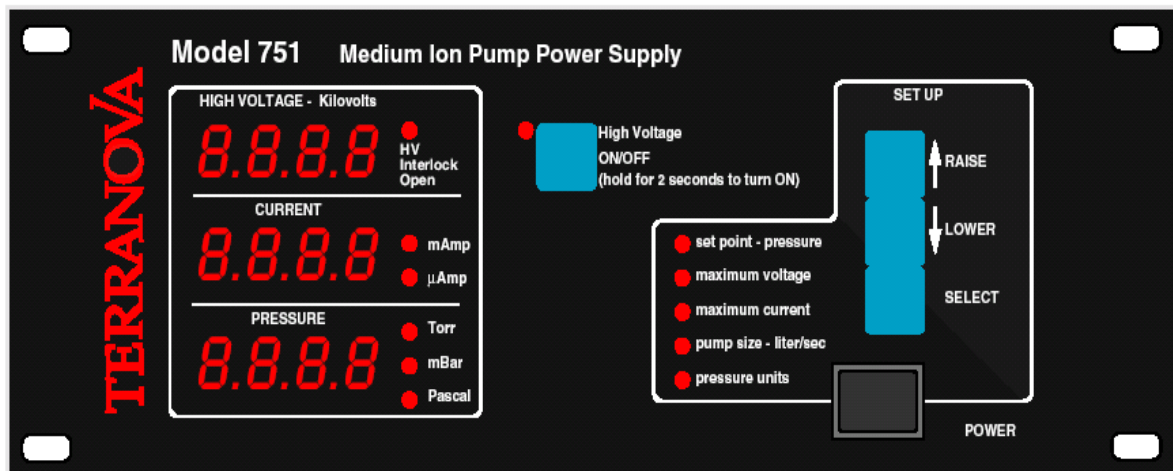 Model 751 Medium Ion Pump Power Supply
TERRANOVA
HIGH VOLTAGE - Kilovolts
8.8.8.8
HV
Interlock
Open
CURRENT
8.8.8.8
mAmp
µAmp
PRESSURE
8.8.8.8
Torr
mBar
Pascal
High Voltage
ON/OFF
(hold for 2 seconds to turn ON)
SET UP
RAISE
LOWER
SELECT
set point - pressure
maximum voltage
maximum current
pump size - liter/sec
pressure units
POWER